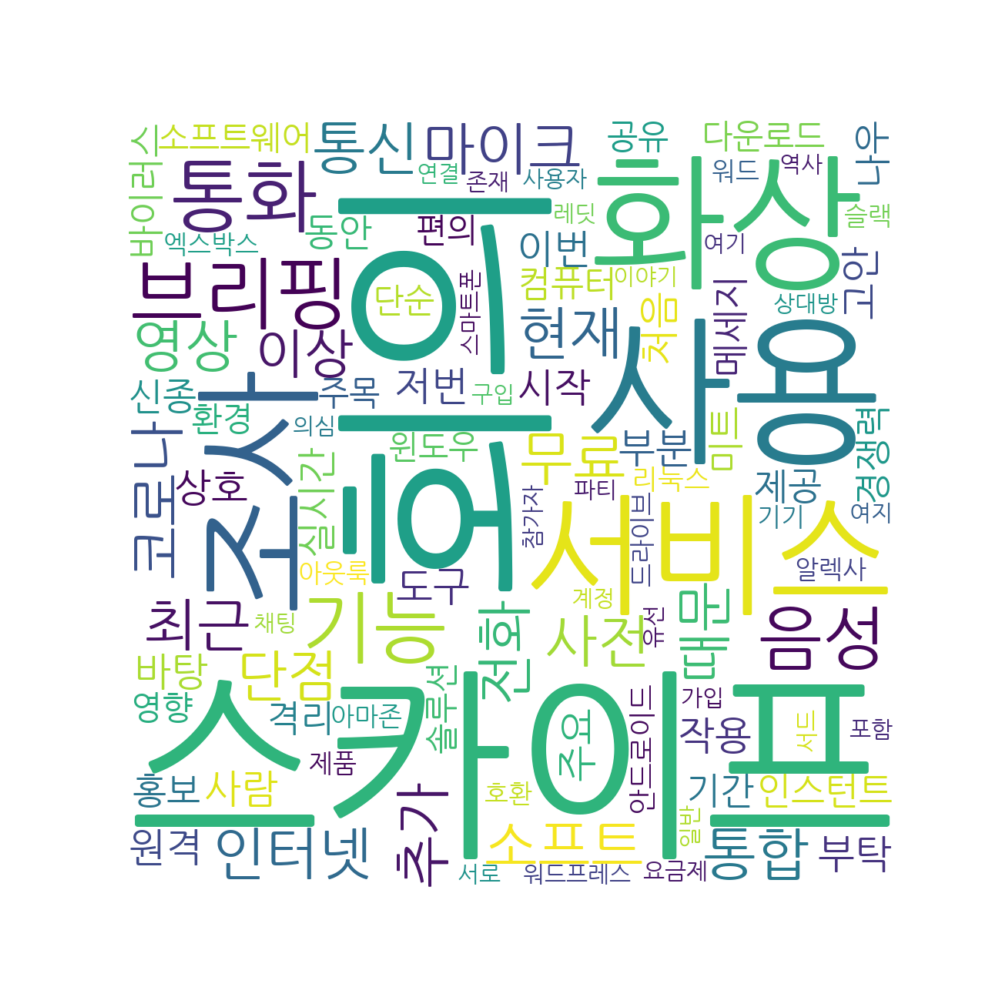 바이러스
소프트웨어
통신
마이크
공유
다운로드
나우
통화
연결
존재
사용자
워드
역사
화상
엑스박스
동안
편의
레딧
슬랙
이번
여기
브리핑
회의
단순
스마트폰
컴퓨터
이야기
상대방
고안
영상
이상
현재
처음
메세지
사용
신종
조사
주목
저번
시작
구입
환경
의심
윈도우
무료
부분
미트
경쟁력
코로나
상호
실시간
리눅스
제공
파티
참가자
드라이브
기기
여지
서비스
아웃룩
도구
알렉사
최근
채팅
기능
전화
계정
유선
사전
때문
음성
바탕
단점
영향
격리
아마존
솔루션
스카이프
주요
안드로이드
가입
작용
서드
포함
제품
홍보
사람
추가
호환
일반
기간
인스턴트
원격
인터넷
소프트
통합
부탁
서로
워드프레스
요금제